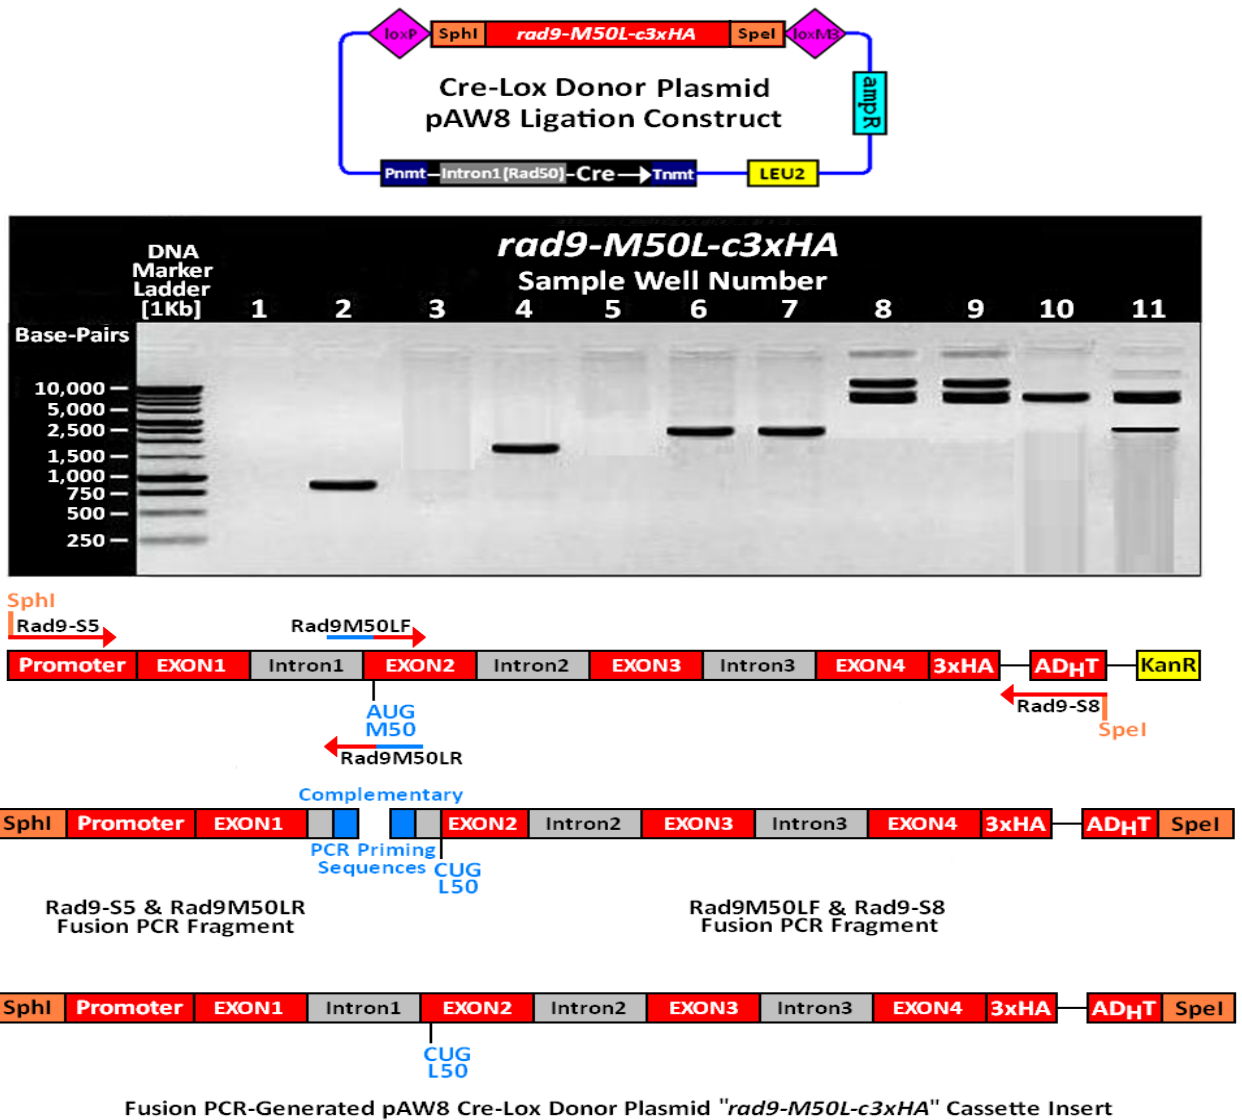 loxP SphI rad9-M50L-c3xHA SpeI loxM3
Cre-Lox Donor Plasmid
pAW8 Ligation Construct
ampR
Pnmt Intron1(Rad50) Cre Tnmt LEU2
rad9-M50L-c3xHA
Sample Well Number
DNA
Marker
Ladder
[1Kb] 1 2 3 4 5 6 7 8 9 10 11
Base-Pairs
10,000
5,000
2,500
1,500
1,000
750
500
250
SphI
Rad9-S5 Rad9M50LF
Promoter EXON1 Intron1 EXON2 Intron2 EXON3 Intron3 EXON4 3xHA ADHT KanR
Rad9-S8
AUG
M50
SpeI
Rad9M50LR
Complementary
SphI Promoter EXON1 EXON2 Intron2 EXON3 Intron3 EXON4 3xHA ADHT SpeI
PCR Priming
Sequences
CUG
L50
Rad9-S5 & Rad9M50LR
Fusion PCR Fragment
Rad9M50LF & Rad9-S8
Fusion PCR Fragment
SphI Promoter EXON1 Intron1 EXON2 Intron2 EXON3 Intron3 EXON4 3xHA ADHT SpeI
CUG
L50
Fusion PCR-Generated pAW8 Cre-Lox Donor Plasmid "rad9-M50L-c3xHA" Cassette Insert